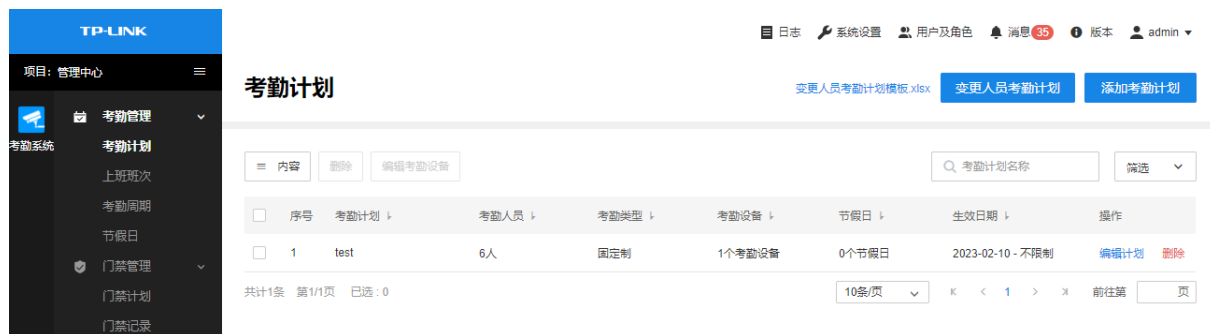 TP-LINK
日志 系统设置 用户及角色 消息 35 版本 admin
项目：管理中心
考勤计划
变更人员考勤计划模板.xlsx 变更人员考勤计划 添加考勤计划
考勤系统
考勤管理
考勤计划
上班班次
考勤周期
节假日
门禁管理
门禁计划
门禁记录
内容 删除 编辑考勤设备 考勤计划名称 筛选
序号 考勤计划 考勤人员 考勤类型 考勤设备 节假日 生效日期 操作
1 test 6人 固定制 1个考勤设备 0个节假日 2023-02-10 - 不限制 编辑计划 删除
共计1条 第1/1页 已选 : 0 10条/页 1 前往第 页